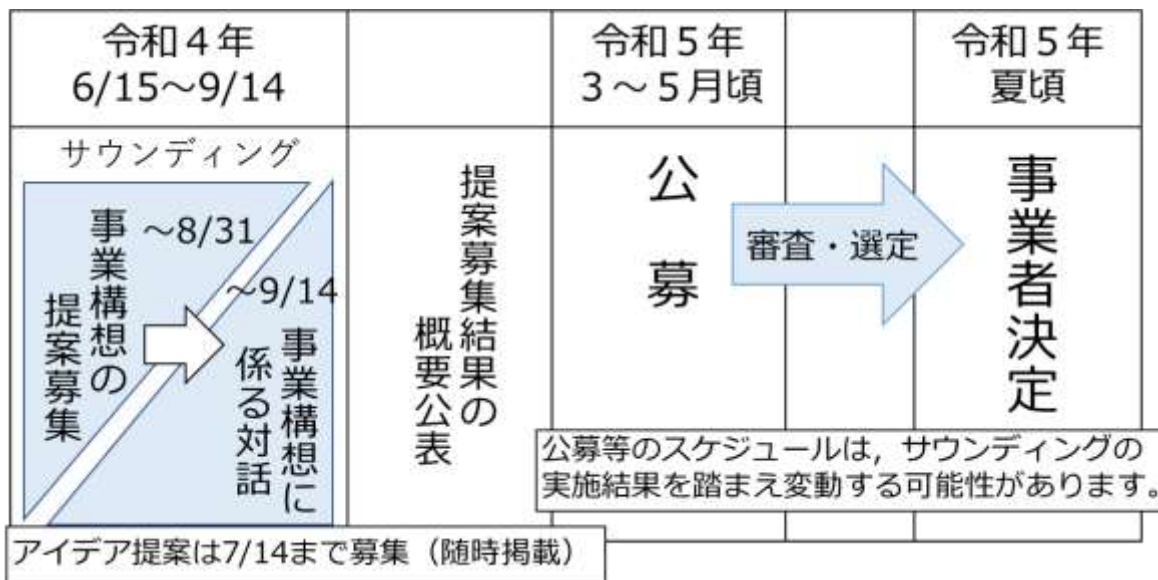 令和４年
6/15～9/14
令和５年
３～５月頃
令和５年
夏頃
サウンディング
事業構想の
提案募集
～8/31
～9/14
事業構想に
係る対話
提案募集結果の
概要公表
公募
審査・選定
事業者決定
公募等のスケジュールは，サウンディングの
実施結果を踏まえ変動する可能性があります。
アイデア提案は7/14まで募集（随時掲載）